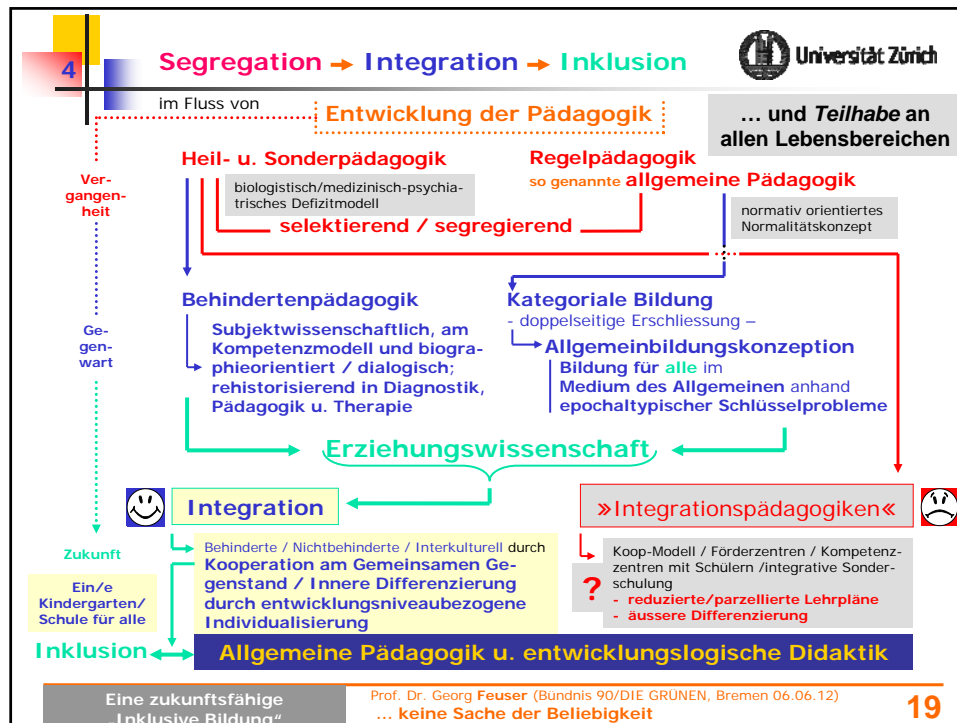 4
Segregation → Integration → Inklusion
Universität Zürich
im Fluss von
Entwicklung der Pädagogik
... und Teilhabe an
allen Lebensbereichen
Ver-
gangen-
heit
Heil- u. Sonderpädagogik
biologistisch/medizinisch-psychia-
trisches Defizitmodell
Regelpädagogik
so genannte allgemeine Pädagogik
selektierend / segregierend
normativ orientiertes
Normalitätskonzept
Ge-
gen-
wart
Behindertenpädagogik
Subjektwissenschaftlich, am
Kompetenzmodell und biogra-
phieorientiert / dialogisch;
rehistorisierend in Diagnostik,
Pädagogik u. Therapie
Kategoriale Bildung
- doppelseitige Erschliessung –
Allgemeinbildungskonzeption
Bildung für alle im
Medium des Allgemeinen anhand
epochaltypischer Schlüsselprobleme
Erziehungswissenschaft
Integration
»Integrationspädagogiken«
Zukunft
Ein/e
Kindergarten/
Schule für alle
Behinderte / Nichtbehinderte / Interkulturell durch
Kooperation am Gemeinsamen Ge-
genstand / Innere Differenzierung
durch entwicklungsniveaubezogene
Individualisierung
?
Koop-Modell / Förderzentren / Kompetenz-
zentren mit Schülern /integrative Sonder-
schulung
- reduzierte/parzellierte Lehrpläne
- äussere Differenzierung
Inklusion
Allgemeine Pädagogik u. entwicklungslogische Didaktik
Eine zukunftsfähige
„Inklusive Bildung“
Prof. Dr. Georg Feuser (Bündnis 90/DIE GRÜNEN, Bremen 06.06.12)
... keine Sache der Beliebigkeit
19